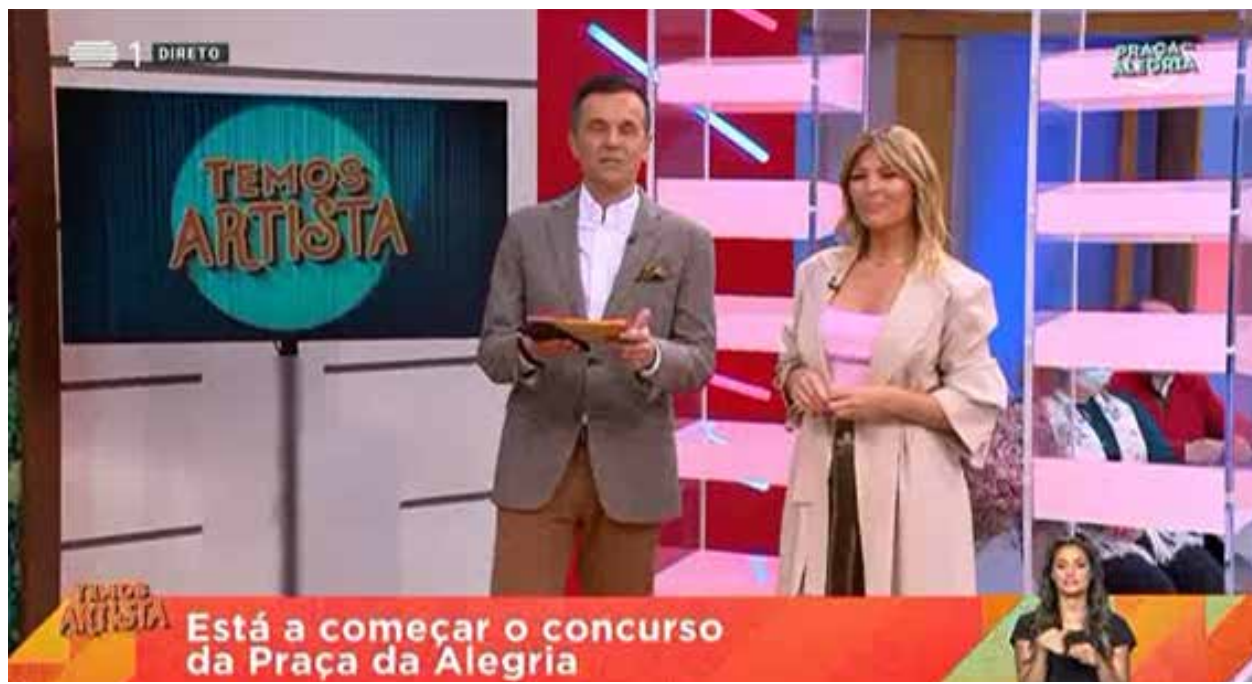 1 DIRETO
PRAÇA DA
ALEGRIA
TEMOS
ARTISTA
TEMOS
ARTISTA
Está a começar o concurso
da Praça da Alegria